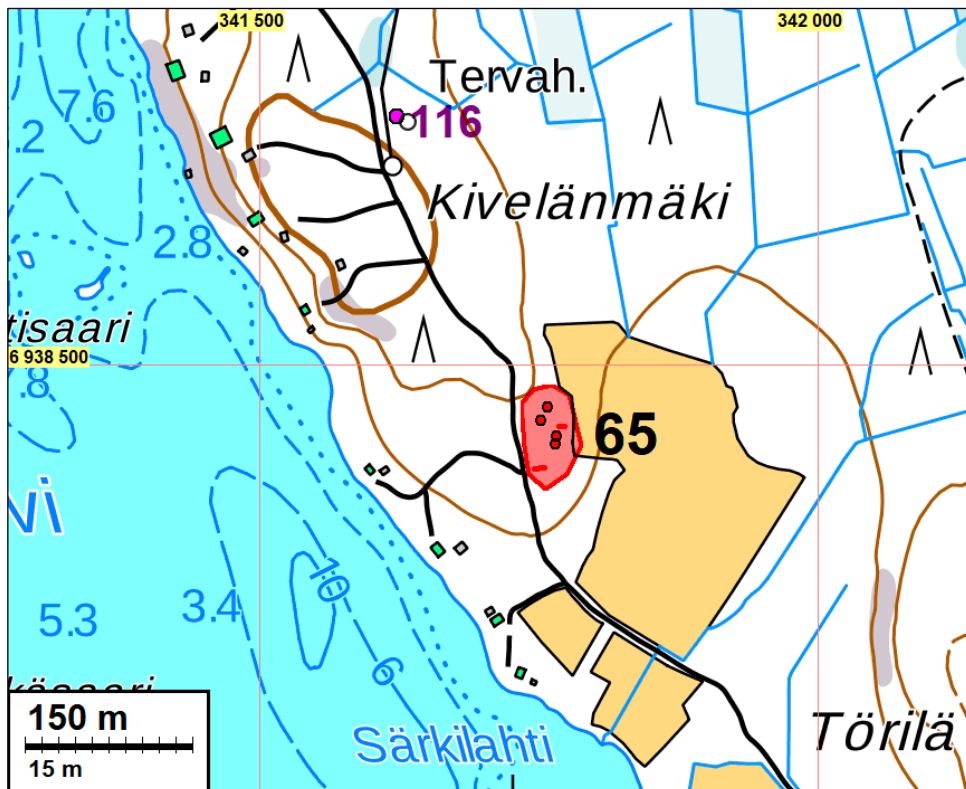 341 500
342 000
Tervah.
7.6
116
.2
Kivelänmäki
2.8
tisaari
6 938 500
.8
65
vi
10
5.3
3.4
6
150 m
15 m
Särkilahti
Törilä